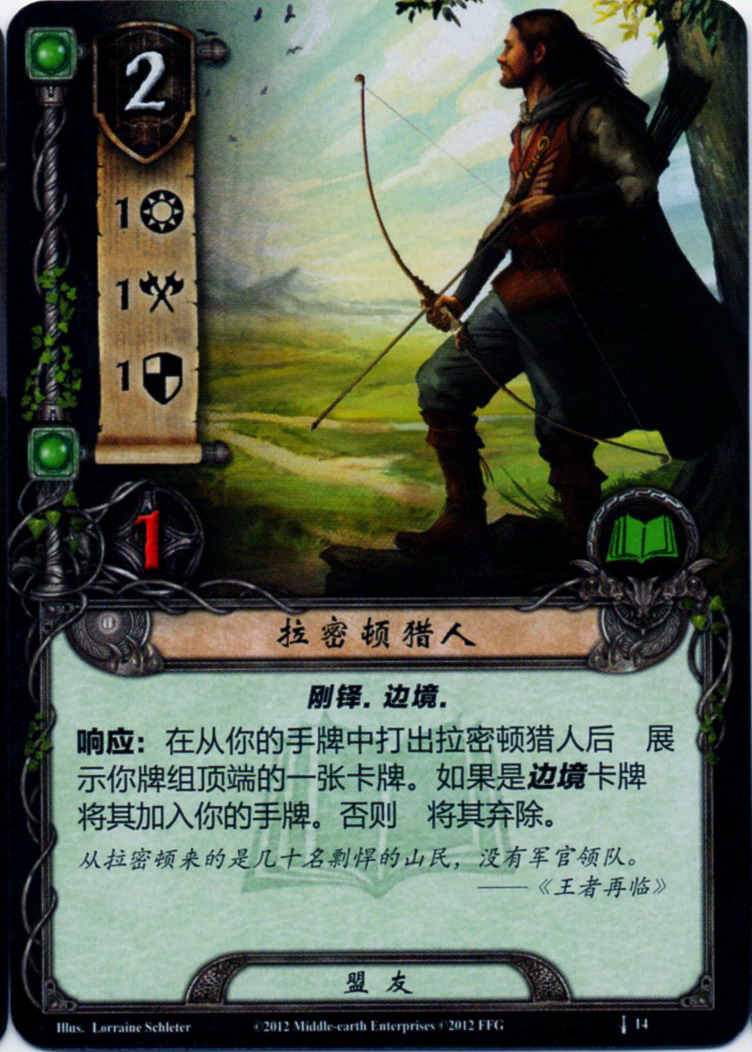 2
1
1
1
1
拉密顿猎人
刚铎. 边境.
响应：在从你的手牌中打出拉密顿猎人后 展
示你牌组顶端的一张卡牌。如果是边境卡牌
将其加入你的手牌。否则 将其弃除。
从拉密顿来的是几十名剽悍的山民，没有军官领队。
——《王者再临》
盟友
Illus. Lorraine Schleter ©2012 Middle-earth Enterprises ©2012 FFG 14